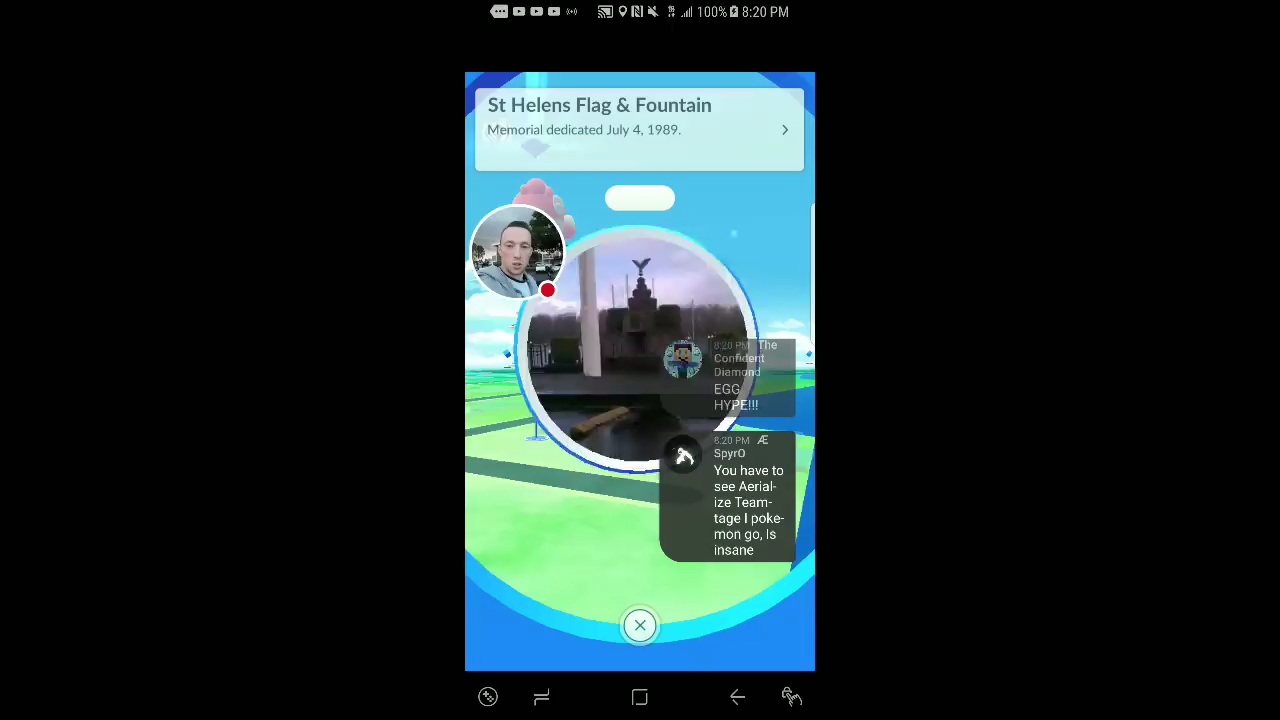 100% 8:20 PM
St Helens Flag & Fountain
Memorial dedicated July 4, 1989.
8:20 PM The
Confident
Diamond
EGG
HYPE!!!
8:20 PM Æ
SpyrO
You have to
see Aerial-
ize Team-
tage I poke-
mon go, Is
insane